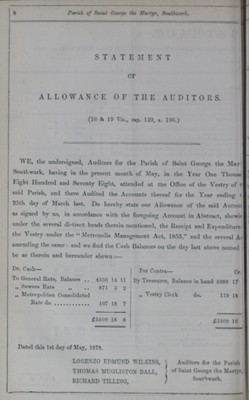 8 Parish of Saint George the Martyr, Southwark.
STATEMENT
OF
ALLOWANCE OF THE AUDITORS.
(18 & 19 Vic., cap. 120, s. 196.)
WE, the undersigned, Auditors for the Parish of Saint George the Mar
Southwark, having in the present month of May, in the Year One Thousa
Eight Hundred and Seventy Eight, attended at the Office of the Vestry of
said Parish, and there Audited the Accounts thereof for the Year ending
25th day of March last. Do hereby state our Allowance of the said Accoun
as signed by us, in accordance with the foregoing Account in Abstract, shewin
under the several distinct heads therein mentioned, the Receipt and Expenditure
the Vestry under the "Metropolis Management Act, 1855," and the several A
amending the same: and we find the Cash Balances on the day last above named
be as therein and hereunder shewn:—
Dr. Cash— Per Contra— Cr.
To General Rate, Balance ..
„ Sewers Rate „ ..
„ Metropolitan Consolidated
Rate do
By Treasurer, Balance in hand
„ Vestry Clerk do.
Dated this 1st day of May, 1878.
LORENZO EDMUND WILKINS,
THOMAS MUGLISTON BALL,
RICHARD TILLING,
Auditors for the Parish
of Saint George the Martyr,
Southwark.